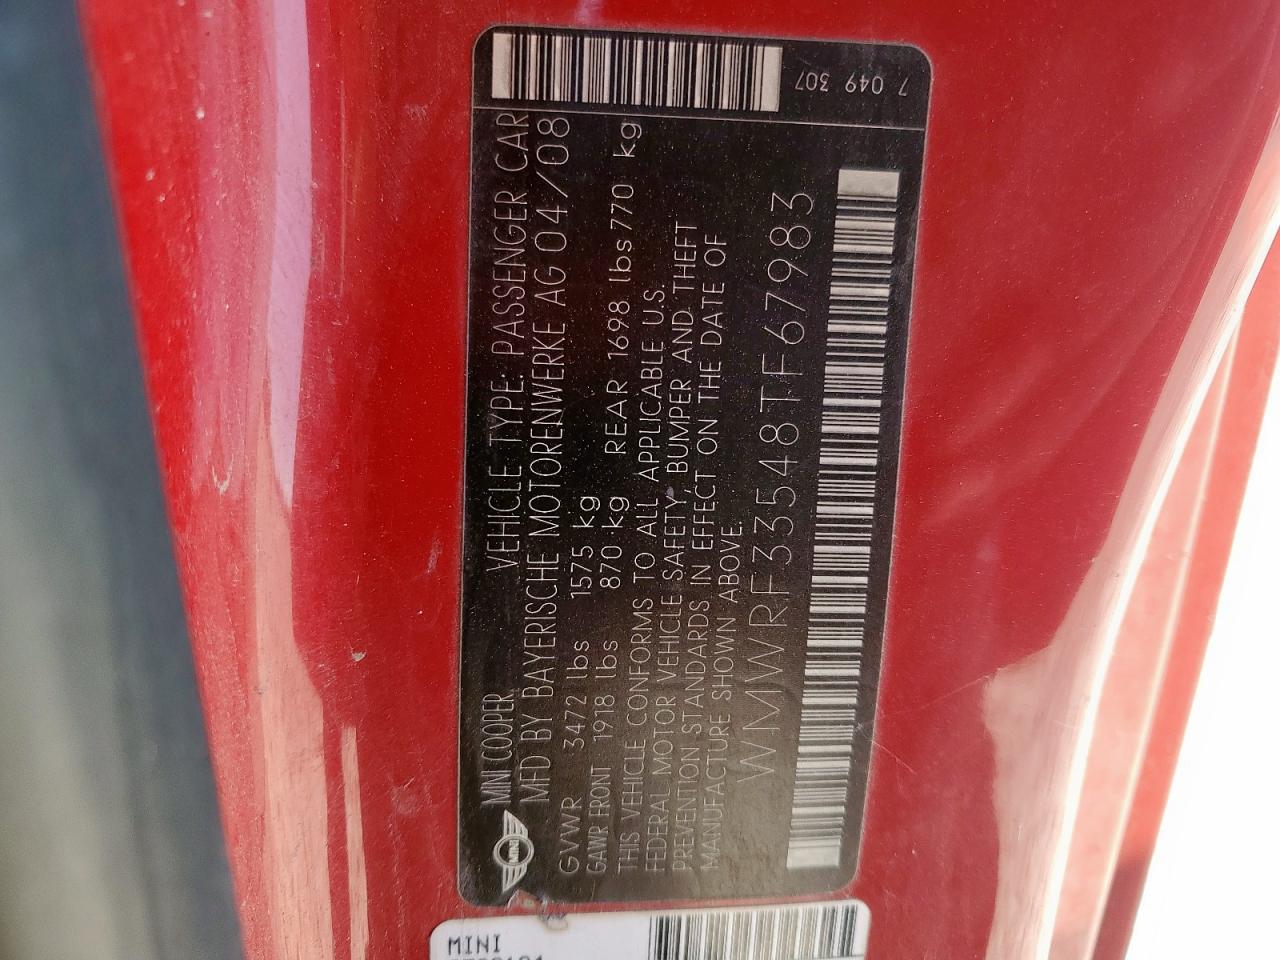 7 049 307
MINI COOPER VEHICLE TYPE: PASSENGER CAR
MFD BY BAYERISCHE MOTORENWERKE AG 04/08
GVWR 3472 lbs 1575 kg
GAWR FRONT 1918 lbs 870 kg REAR 1698 lbs 770 kg
THIS VEHICLE CONFORMS TO ALL APPLICABLE U.S.
FEDERAL MOTOR VEHICLE SAFETY, BUMPER AND THEFT
PREVENTION STANDARDS IN EFFECT ON THE DATE OF
MANUFACTURE SHOWN ABOVE.
WMWRF33548TF67983
MINI
MINI